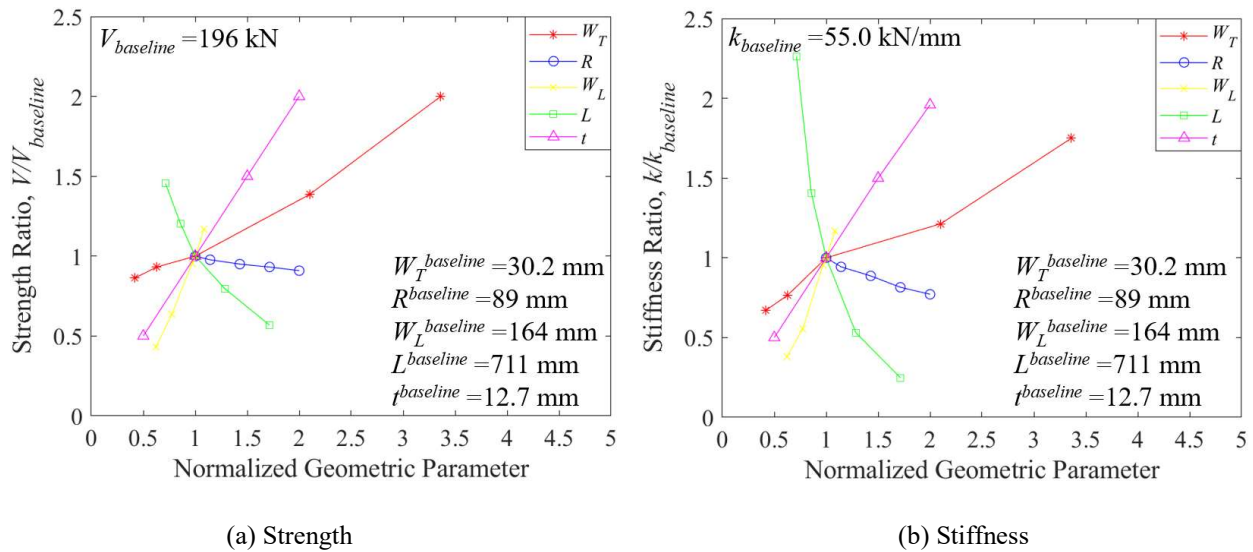 V_baseline =196 kN
W_T
R
W_L
L
t
Strength Ratio, V/V_baseline
2.5
2
1.5
1
0.5
0
W_T^baseline =30.2 mm
R^baseline =89 mm
W_L^baseline =164 mm
L^baseline =711 mm
t^baseline =12.7 mm
0 0.5 1 1.5 2 2.5 3 3.5 4 4.5 5
Normalized Geometric Parameter
(a) Strength
k_baseline =55.0 kN/mm
W_T
R
W_L
L
t
Stiffness Ratio, k/k_baseline
2.5
2
1.5
1
0.5
0
W_T^baseline =30.2 mm
R^baseline =89 mm
W_L^baseline =164 mm
L^baseline =711 mm
t^baseline =12.7 mm
0 0.5 1 1.5 2 2.5 3 3.5 4 4.5 5
Normalized Geometric Parameter
(b) Stiffness